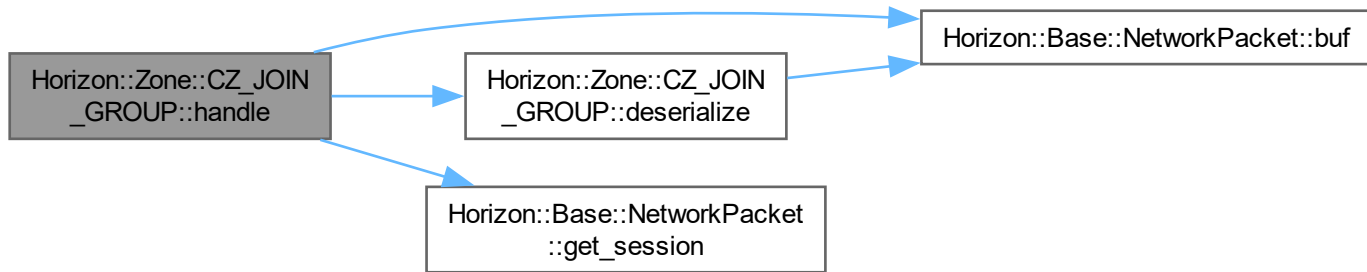 Horizon::Zone::CZ_JOIN
_GROUP::handle
Horizon::Zone::CZ_JOIN
_GROUP::deserialize
Horizon::Base::NetworkPacket::buf
Horizon::Base::NetworkPacket
::get_session